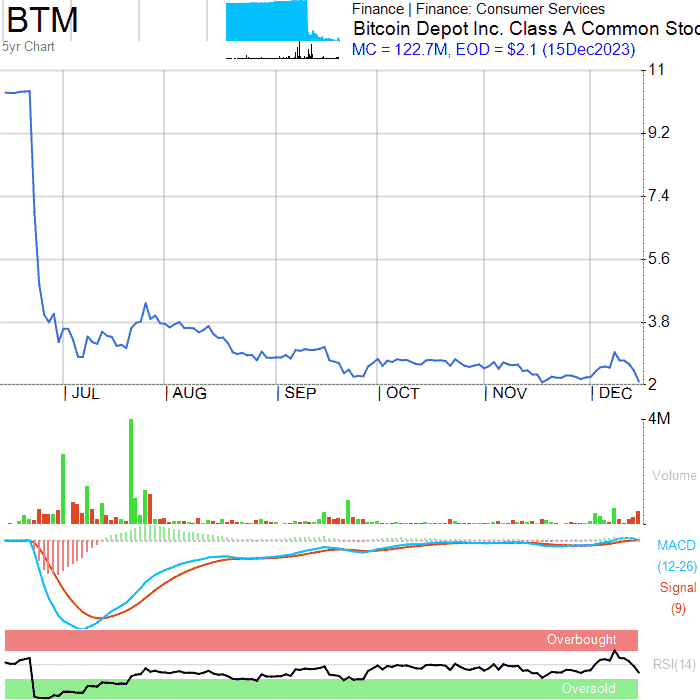 BTM
5yr Chart
Finance | Finance: Consumer Services
Bitcoin Depot Inc. Class A Common Stoc
MC = 122.7M, EOD = $2.1 (15Dec2023)
11
9.2
7.4
5.6
3.8
2
JUL AUG SEP OCT NOV DEC
4M
Volume
MACD
(12-26)
Signal
(9)
Overbought
RSI(14)
Oversold